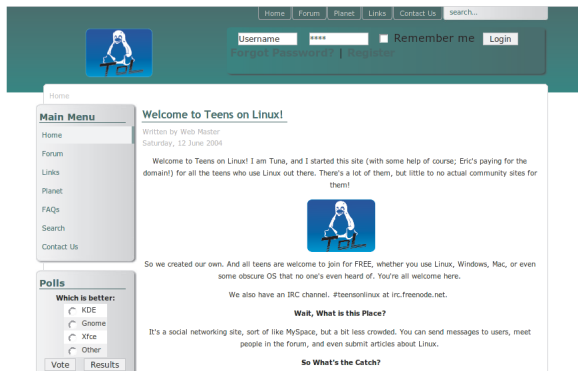 Home Forum Planet Links Contact Us search...
Username **** Remember me Login
Forgot Password? | Register
TOL
Home
Main Menu
Home
Forum
Links
Planet
FAQs
Search
Contact Us
Polls
Which is better:
KDE
Gnome
Xfce
Other
Vote Results
Welcome to Teens on Linux!
Written by Web Master
Saturday, 12 June 2004
Welcome to Teens on Linux! I am Tuna, and I started this site (with some help of course; Eric's paying for the
domain!) for all the teens who use Linux out there. There's a lot of them, but little to no actual community sites for
them!
TOL
So we created our own. And all teens are welcome to join for FREE, whether you use Linux, Windows, Mac, or even
some obscure OS that no one's even heard of. You're all welcome here.
We also have an IRC channel. #teensonlinux at irc.freenode.net.
Wait, What is this Place?
It's a social networking site, sort of like MySpace, but a bit less crowded. You can send messages to users, meet
people in the forum, and even submit articles about Linux.
So What's the Catch?